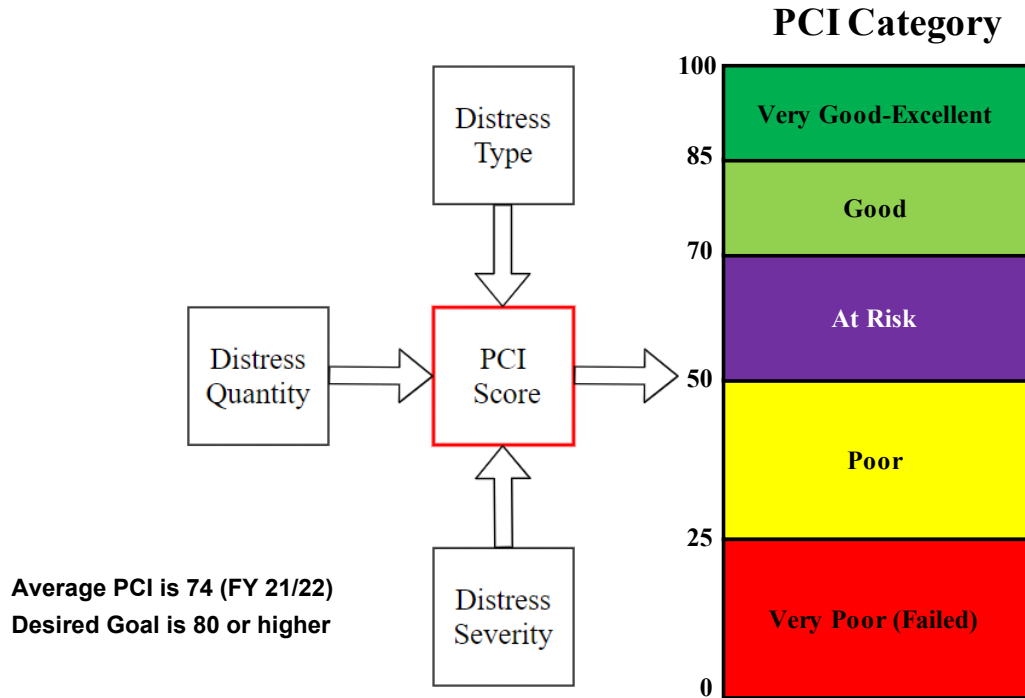 PCI Category
100
Very Good-Excellent
85
Good
70
At Risk
50
Poor
25
Very Poor (Failed)
0
Distress
Type
Distress
Quantity
PCI
Score
Distress
Severity
Average PCI is 74 (FY 21/22)
Desired Goal is 80 or higher